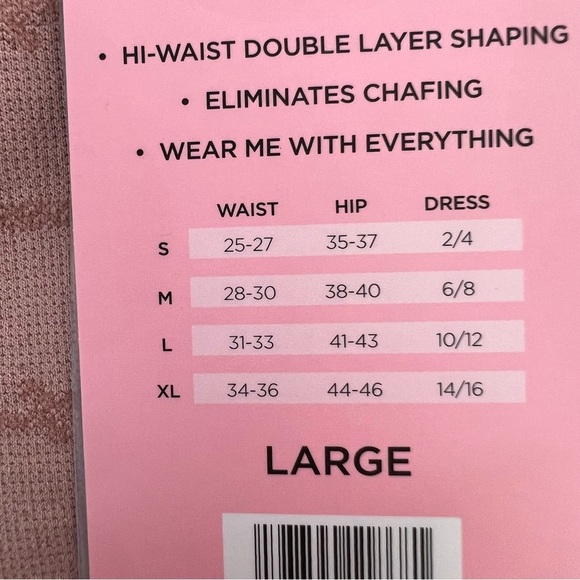 • HI-WAIST DOUBLE LAYER SHAPING
• ELIMINATES CHAFING
• WEAR ME WITH EVERYTHING
WAIST HIP DRESS
S 25-27 35-37 2/4
M 28-30 38-40 6/8
L 31-33 41-43 10/12
XL 34-36 44-46 14/16
LARGE